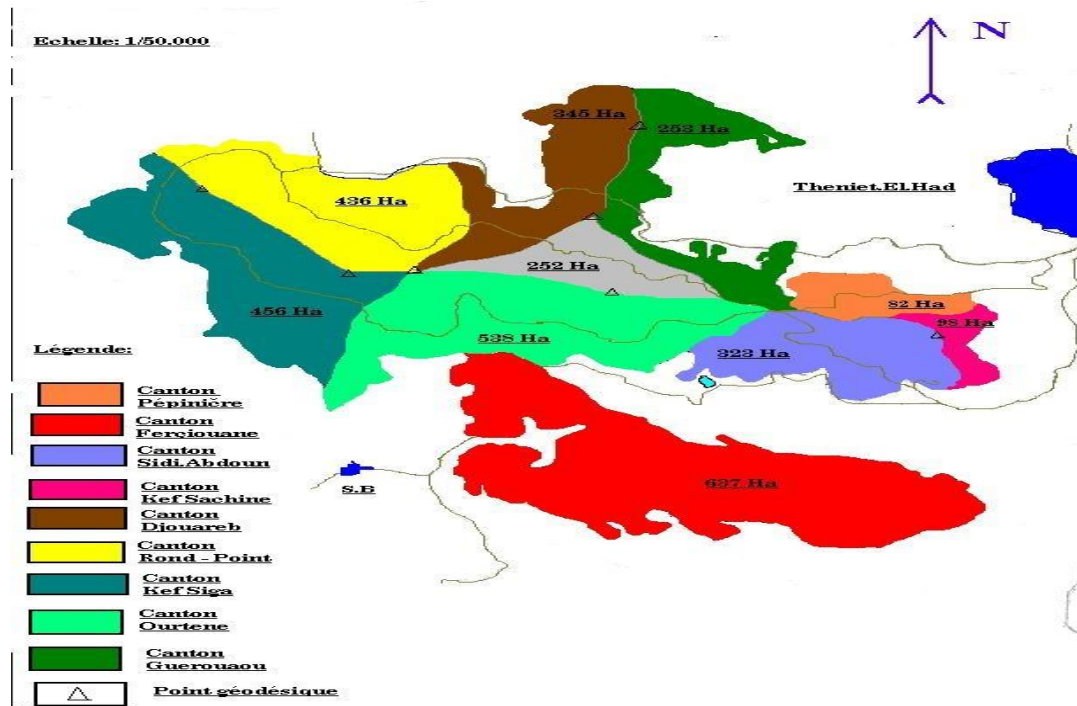 Echelle: 1/50.000
N
345 Ha
253 Ha
Theniet.El.Had
436 Ha
252 Ha
82 Ha
456 Ha
98 Ha
538 Ha
323 Ha
637 Ha
S.B
Légende:
Canton
Pépinière
Canton
Ferçiouane
Canton
Sidi.Abdoun
Canton
Kef Sachine
Canton
Djouareb
Canton
Rond - Point
Canton
Kef Siga
Canton
Ourtene
Canton
Guerouaou
Point géodésique